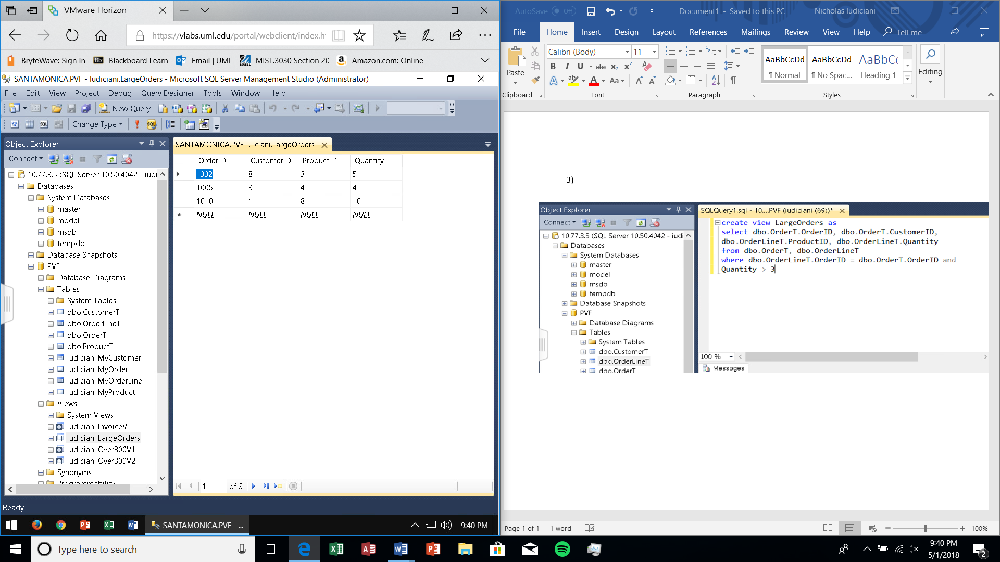 VMware Horizon
https://vlabs.uml.edu/portal/webclient/index.ht
BryteWave: Sign In
Bb Blackboard Learn
Email | UML
MIST.3030 Section 20
Amazon.com: Online
SANTAMONICA.PVF - Iudiciani.LargeOrders - Microsoft SQL Server Management Studio (Administrator)
File Edit View Project Debug Query Designer Tools Window Help
New Query
Change Type
Object Explorer
Connect
10.77.3.5 (SQL Server 10.50.4042 - iudi
Databases
System Databases
master
model
msdb
tempdb
Database Snapshots
PVF
Database Diagrams
Tables
System Tables
dbo.CustomerT
dbo.OrderLineT
dbo.OrderT
dbo.ProductT
Iudiciani.MyCustomer
Iudiciani.MyOrder
Iudiciani.MyOrderLine
Iudiciani.MyProduct
Views
System Views
Iudiciani.InvoiceV
Iudiciani.LargeOrders
Iudiciani.Over300V1
Iudiciani.Over300V2
Synonyms
Programmability
SANTAMONICA.PVF -...ciani.LargeOrders
OrderID CustomerID ProductID Quantity
1002 8 3 5
1005 3 4 4
1010 1 8 10
NULL NULL NULL NULL
1 of 3
Ready
SANTAMONICA.PVF - ...
9:40 PM
AutoSave Off
Document1 - Saved to this PC
Nicholas Iudiciani
File Home Insert Design Layout References Mailings Review View Help Tell me
Paste
Clipboard
Calibri (Body) 11
Font
Paragraph
AaBbCcDd AaBbCcDd AaBbCc
¶ Normal ¶ No Spac... Heading 1
Styles
Editing
3)
Object Explorer
Connect
10.77.3.5 (SQL Server 10.50.4042 - iudi
Databases
System Databases
master
model
msdb
tempdb
Database Snapshots
PVF
Database Diagrams
Tables
System Tables
dbo.CustomerT
dbo.OrderLineT
dbo.OrderT
SQLQuery1.sql - 10....PVF (iudiciani (69))*
create view LargeOrders as
select dbo.OrderT.OrderID, dbo.OrderT.CustomerID,
dbo.OrderLineT.ProductID, dbo.OrderLineT.Quantity
from dbo.OrderT, dbo.OrderLineT
where dbo.OrderLineT.OrderID = dbo.OrderT.OrderID and
Quantity > 3
100 %
Messages
Page 1 of 1 1 word
100%
Type here to search
9:40 PM
5/1/2018
2